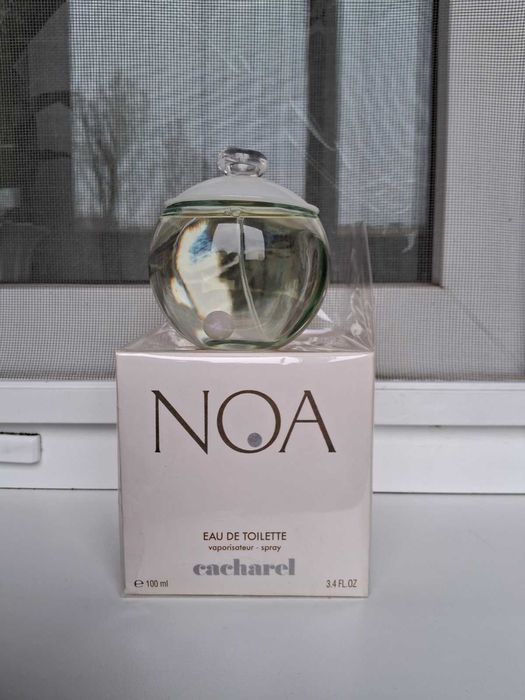 NOA
EAU DE TOILETTE
vaporisateur - spray
cacharel
e 100 ml 3.4 FL.OZ